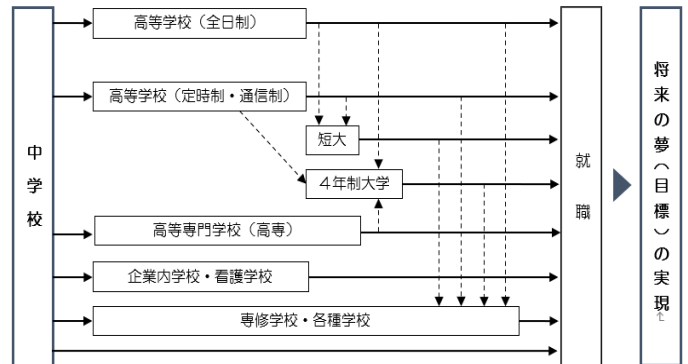 中学校
高等学校（全日制）
高等学校（定時制・通信制）
短大
４年制大学
高等専門学校（高専）
企業内学校・看護学校
専修学校・各種学校
就職
将来の夢（目標）の実現